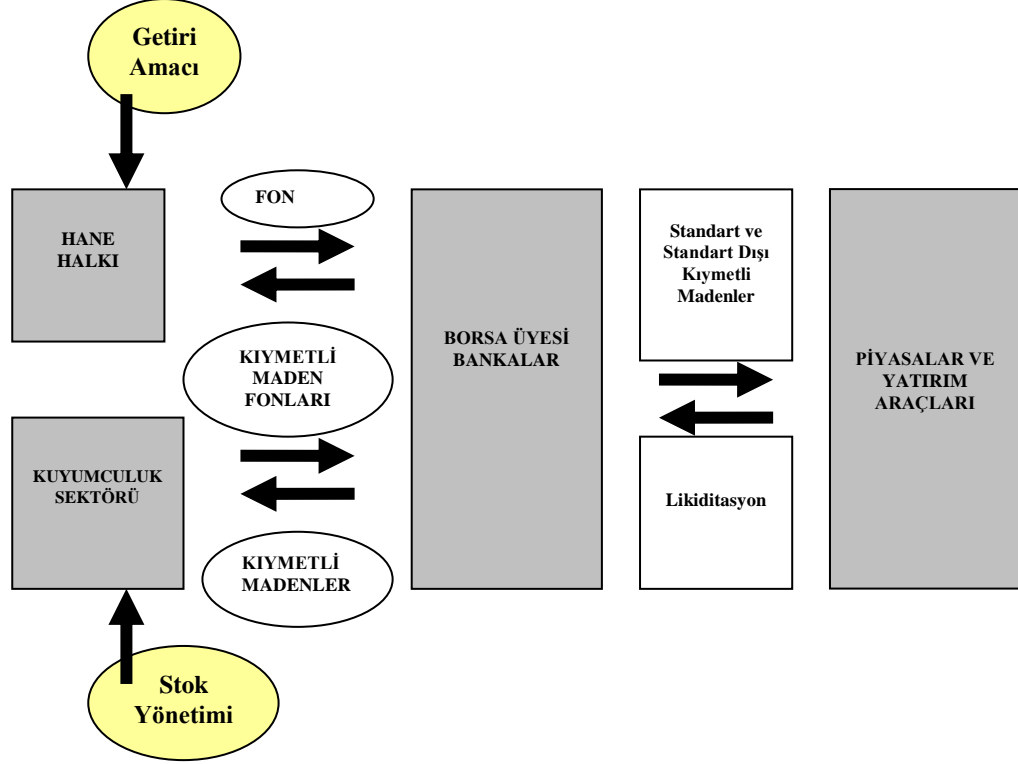 Getiri
Amacı
FON
HANE
HALKI
Standart ve
Standart Dışı
Kıymetli
Madenler
BORSA ÜYESİ
BANKALAR
KIYMETLİ
MADEN
FONLARI
PİYASALAR VE
YATIRIM
ARAÇLARI
KUYUMCULUK
SEKTÖRÜ
Likiditasyon
KIYMETLİ
MADENLER
Stok
Yönetimi